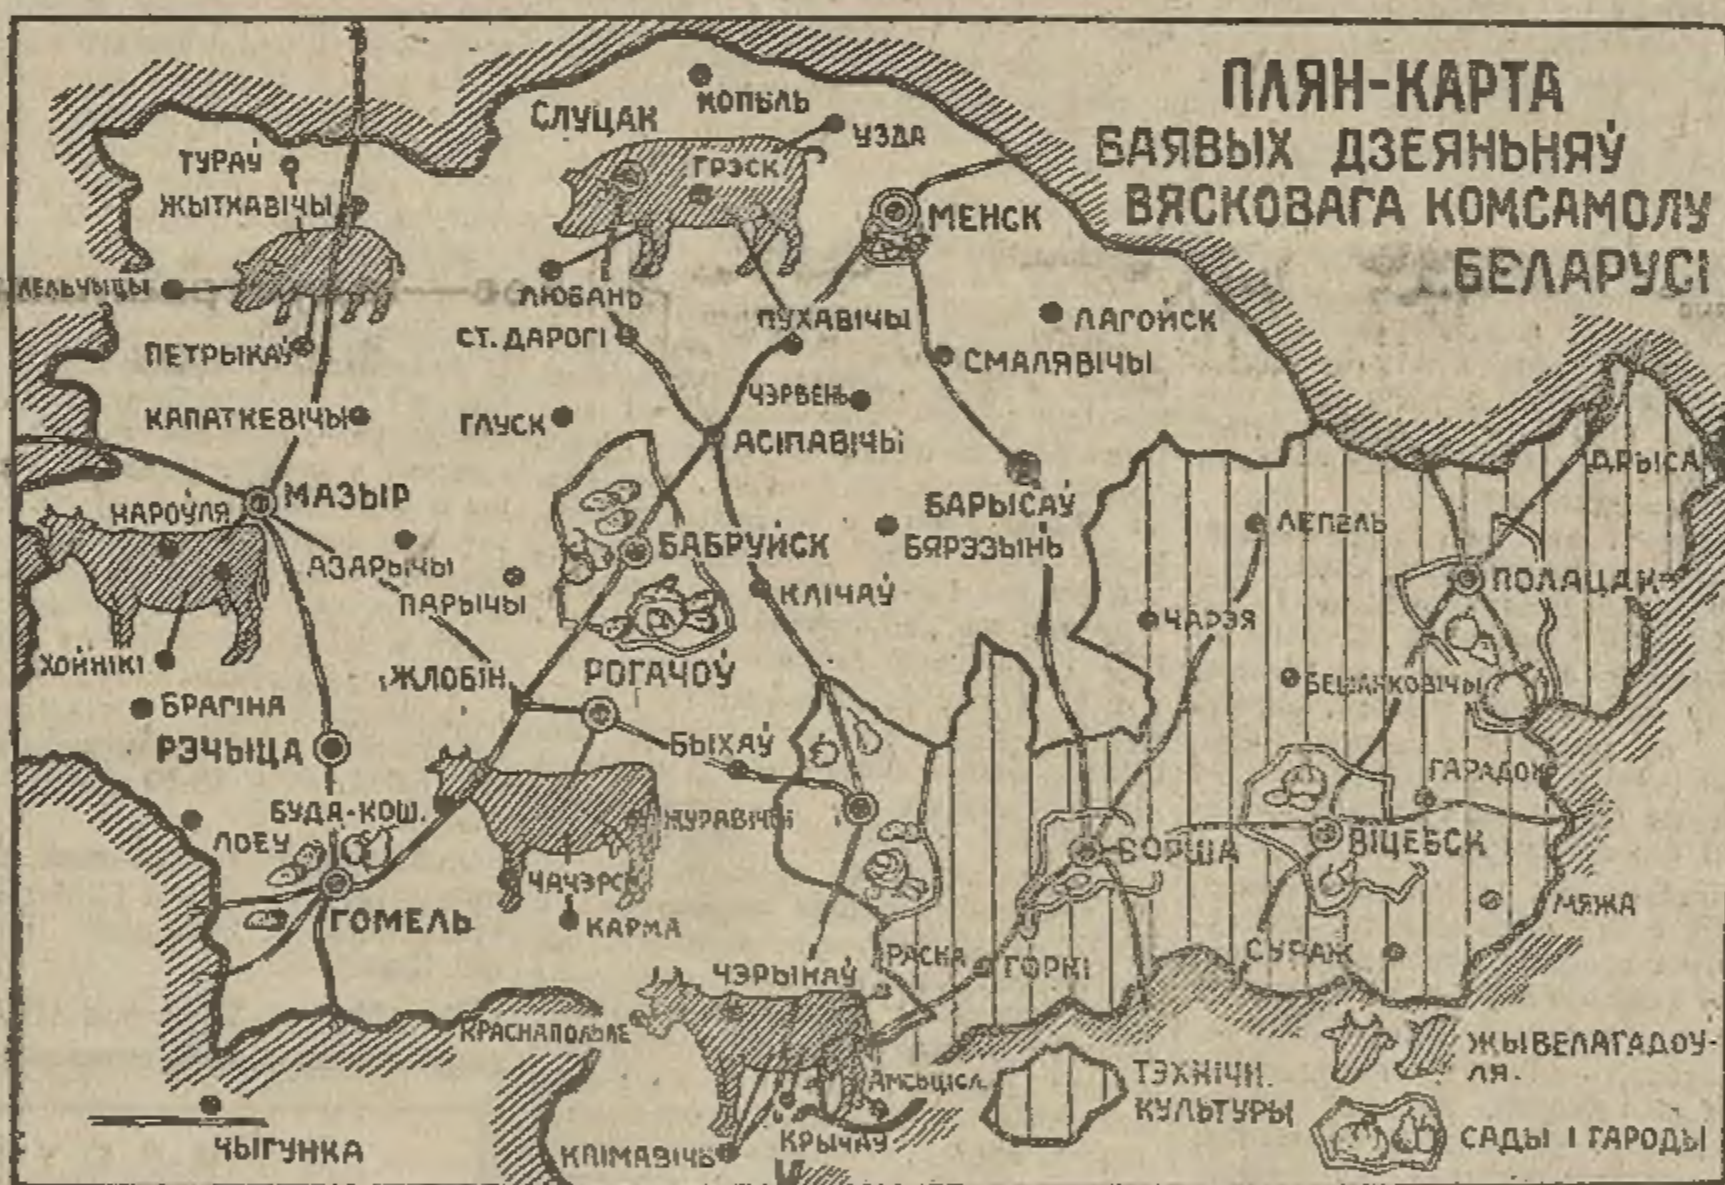 ПЛЯН-КАРТА
БАЯВЫХ ДЗЕЯНЬНЯЎ
ВЯСКОВАГА КОМСАМОЛУ
БЕЛАРУСІ
КОПЫЛЬ
СЛУЦАК
УЗДА
ТУРАЎ
ГРЭСК
ЖЫТКАВІЧЫ
МЕНСК
ЛЕЛЬЧЫЦЫ
ЛЮБАНЬ
ПУХАВІЧЫ
ЛАГОЙСК
СТ. ДАРОГІ
ПЕТРЫКАЎ
СМАЛЯВІЧЫ
ЧЭРВЕНЬ
КАПАТКЕВІЧЫ
ГЛУСК
АСІПАВІЧЫ
ДРЫСА
МАЗЫР
НАРОЎЛЯ
БАРЫСАЎ
ЛЕПЕЛЬ
БАБРУЙСК
БЯРЭЗЫНЬ
АЗАРЫЧЫ
ПОЛАЦАК
ПАРЫЧЫ
КЛІЧАЎ
ЧАРЭЯ
ХОЙНІКІ
ЖЛОБІН
РОГАЧОЎ
БЕШАНКОВІЧЫ
БРАГІНА
РЭЧЫЦА
БЫХАЎ
ГАРАДОК
БУДА-КОШ.
ЖУРАВІЧЫ
ЛОЕЎ
ВОРША
ВІЦЕБСК
ЧАЧЭРСК
МЯЖА
ГОМЕЛЬ
КАРМА
РАСНА
ГОРКІ
СУРАЖ
ЧЭРЫКАЎ
КРАСНАПОЛЬЛЕ
АМСЬЦІСЛ.
КРЫЧАЎ
КЛІМАВІЧЫ
ЧЫГУНКА
ТЭХНІЧН.
КУЛЬТУРЫ
ЖЫВЕЛАГАДОЎ-
ЛЯ.
САДЫ І ГАРОДЫ